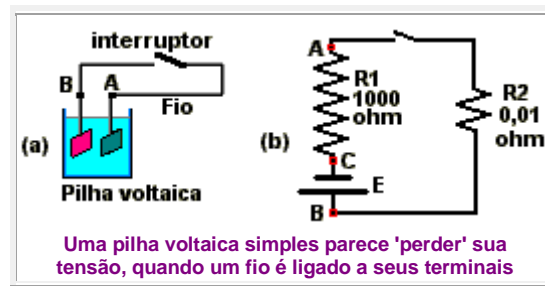 interruptor
B A
Fio
(a)
Pilha voltaica
A
R1
1000
ohm
R2
0,01
ohm
(b)
C
E
B
Uma pilha voltaica simples parece 'perder' sua
tensão, quando um fio é ligado a seus terminais